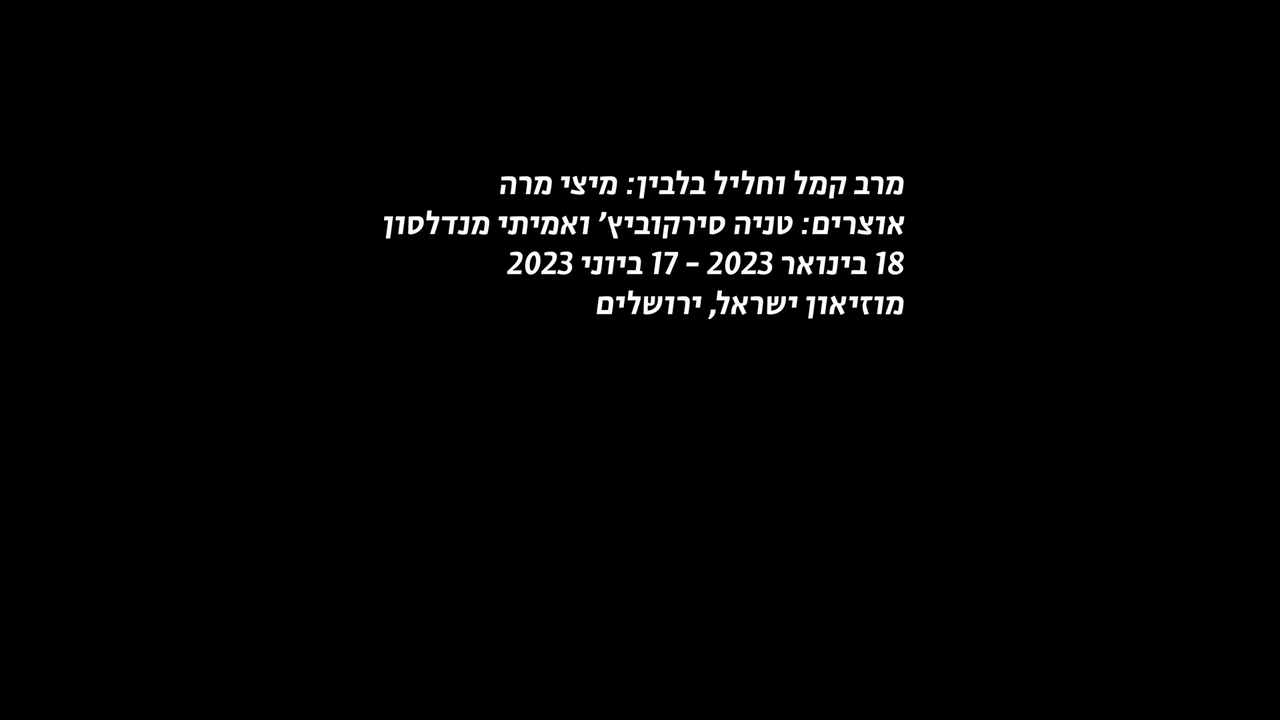 מרב קמל וחליל בלבין: מיצי מרה
אוצרים: טניה סירקוביץ' ואמיתי מנדלסון
18 בינואר 2023 - 17 ביוני 2023
מוזיאון ישראל, ירושלים